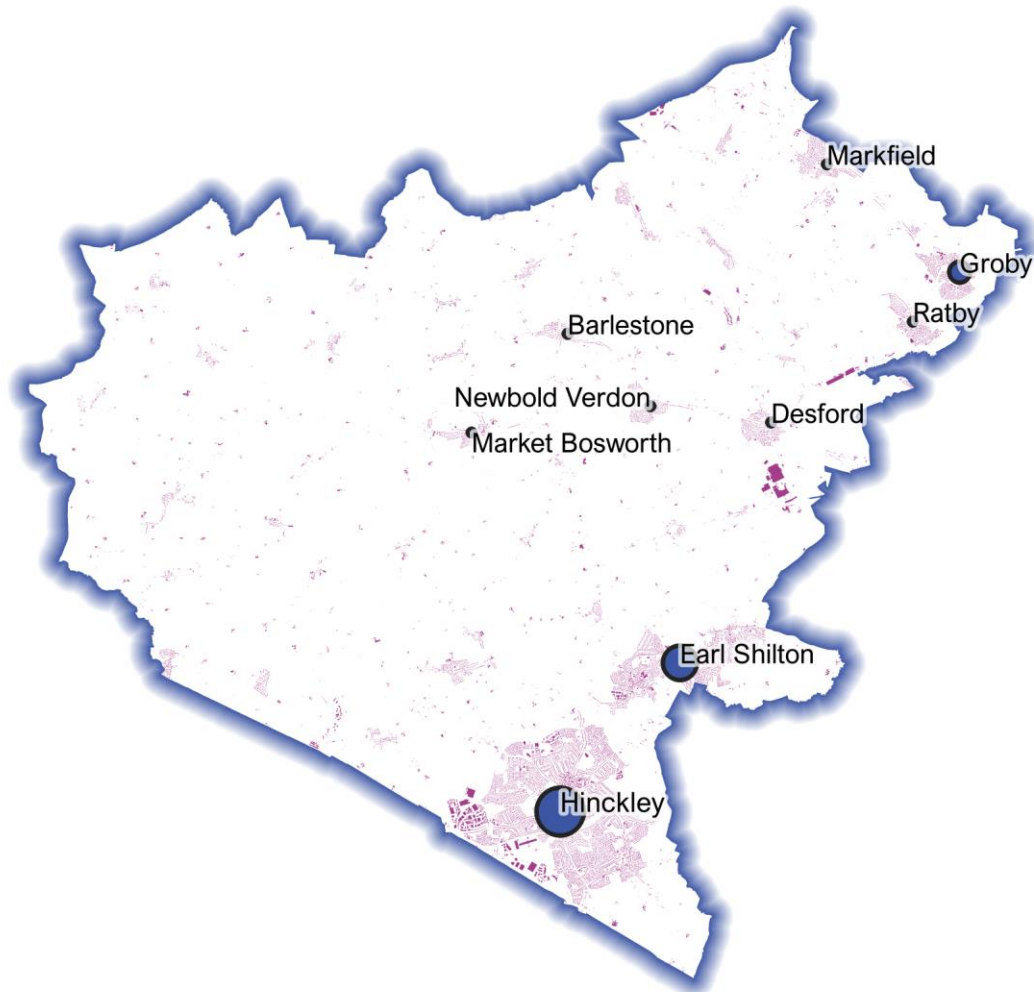 Markfield
Groby
Ratby
Barlestone
Newbold Verdon
Desford
Market Bosworth
Earl Shilton
Hinckley